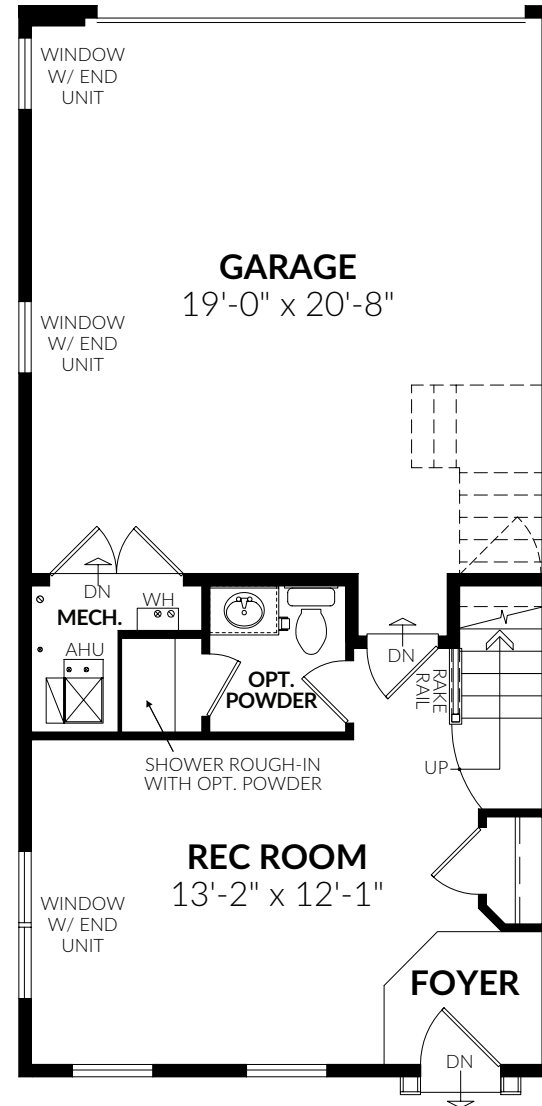 WINDOW
W/ END
UNIT
GARAGE
19'-0" x 20'-8"
WINDOW
W/ END
UNIT
DN
MECH.
WH
AHU
OPT.
POWDER
DN
RAKE
RAIL
SHOWER ROUGH-IN
WITH OPT. POWDER
UP
REC ROOM
13'-2" x 12'-1"
WINDOW
W/ END
UNIT
FOYER
DN